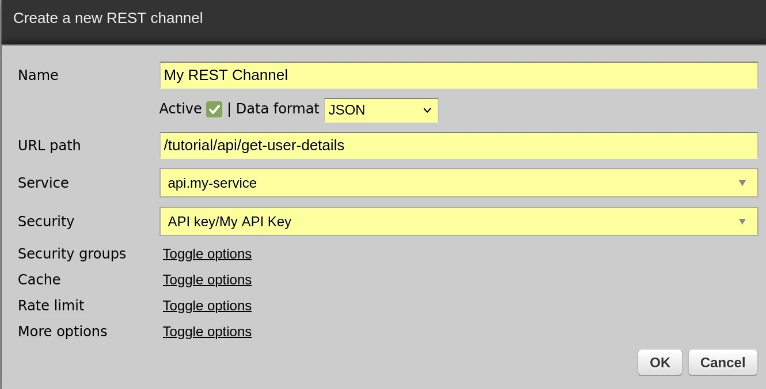 Create a new REST channel
Name My REST Channel
Active | Data format JSON
URL path /tutorial/api/get-user-details
Service api.my-service
Security API key/My API Key
Security groups Toggle options
Cache Toggle options
Rate limit Toggle options
More options Toggle options
OK Cancel